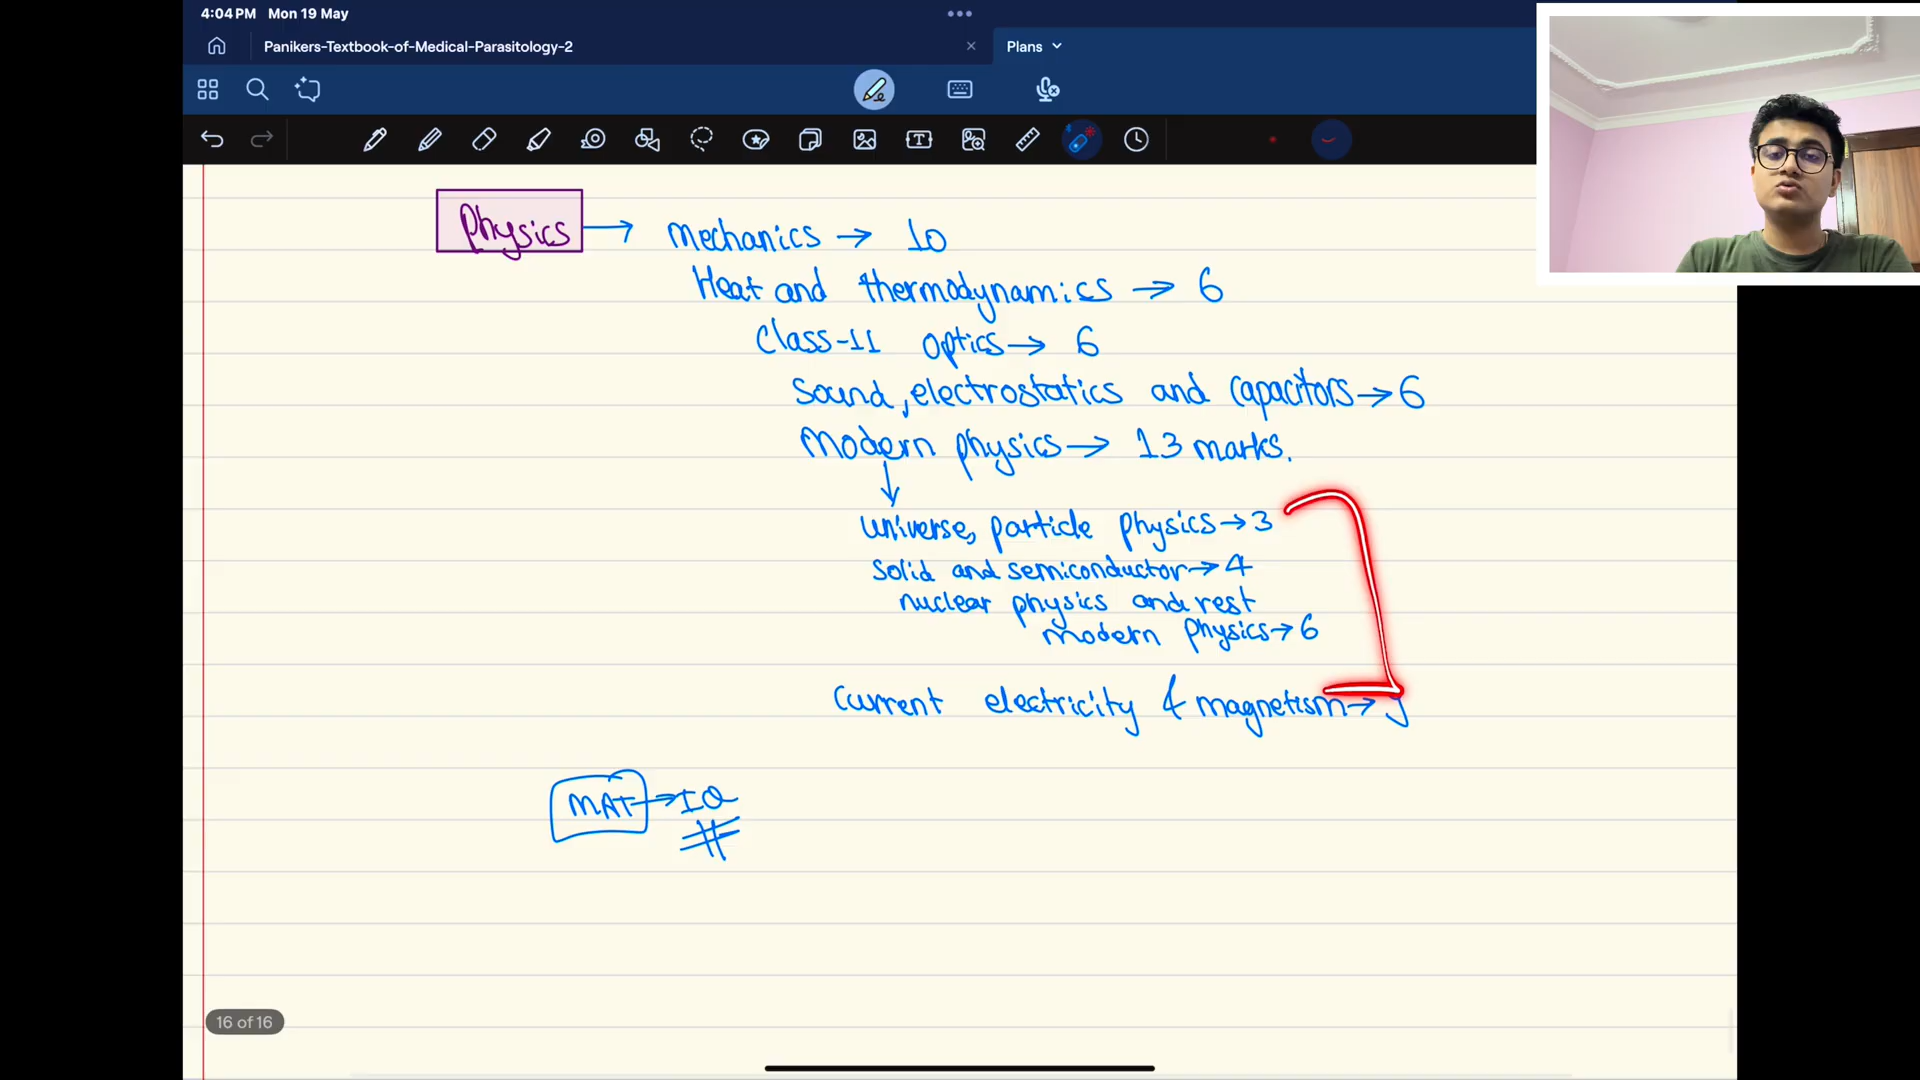 4:04 PM Mon 19 May
Panikers-Textbook-of-Medical-Parasitology-2
Plans
Physics → Mechanics → 10
Heat and thermodynamics → 6
Class-11 optics → 6
Sound, electrostatics and capacitors → 6
Modern physics → 13 marks.
↓
universe, particle physics → 3
solid and semiconductor → 4
nuclear physics and rest
modern physics → 6
Current electricity & magnetism →
MAT → IQ
16 of 16